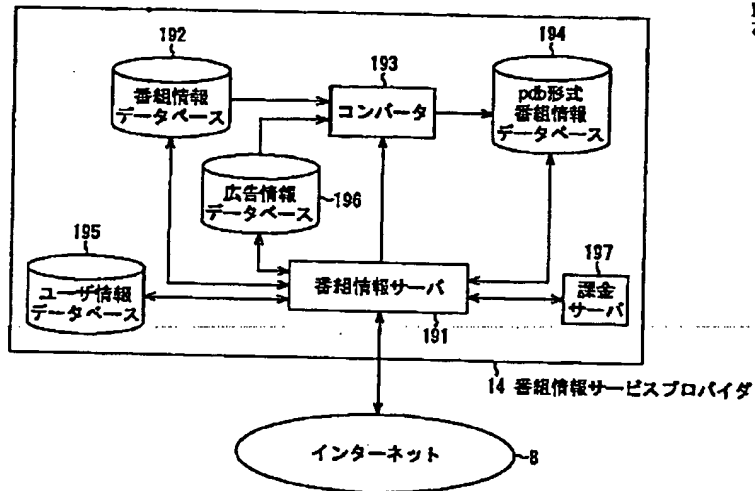 192
番組情報
データベース
193
コンバータ
194
pdb形式
番組情報
データベース
広告情報
データベース
196
195
ユーザ情報
データベース
番組情報サーバ
191
197
課金
サーバ
14 番組情報サービスプロバイダ
インターネット
8